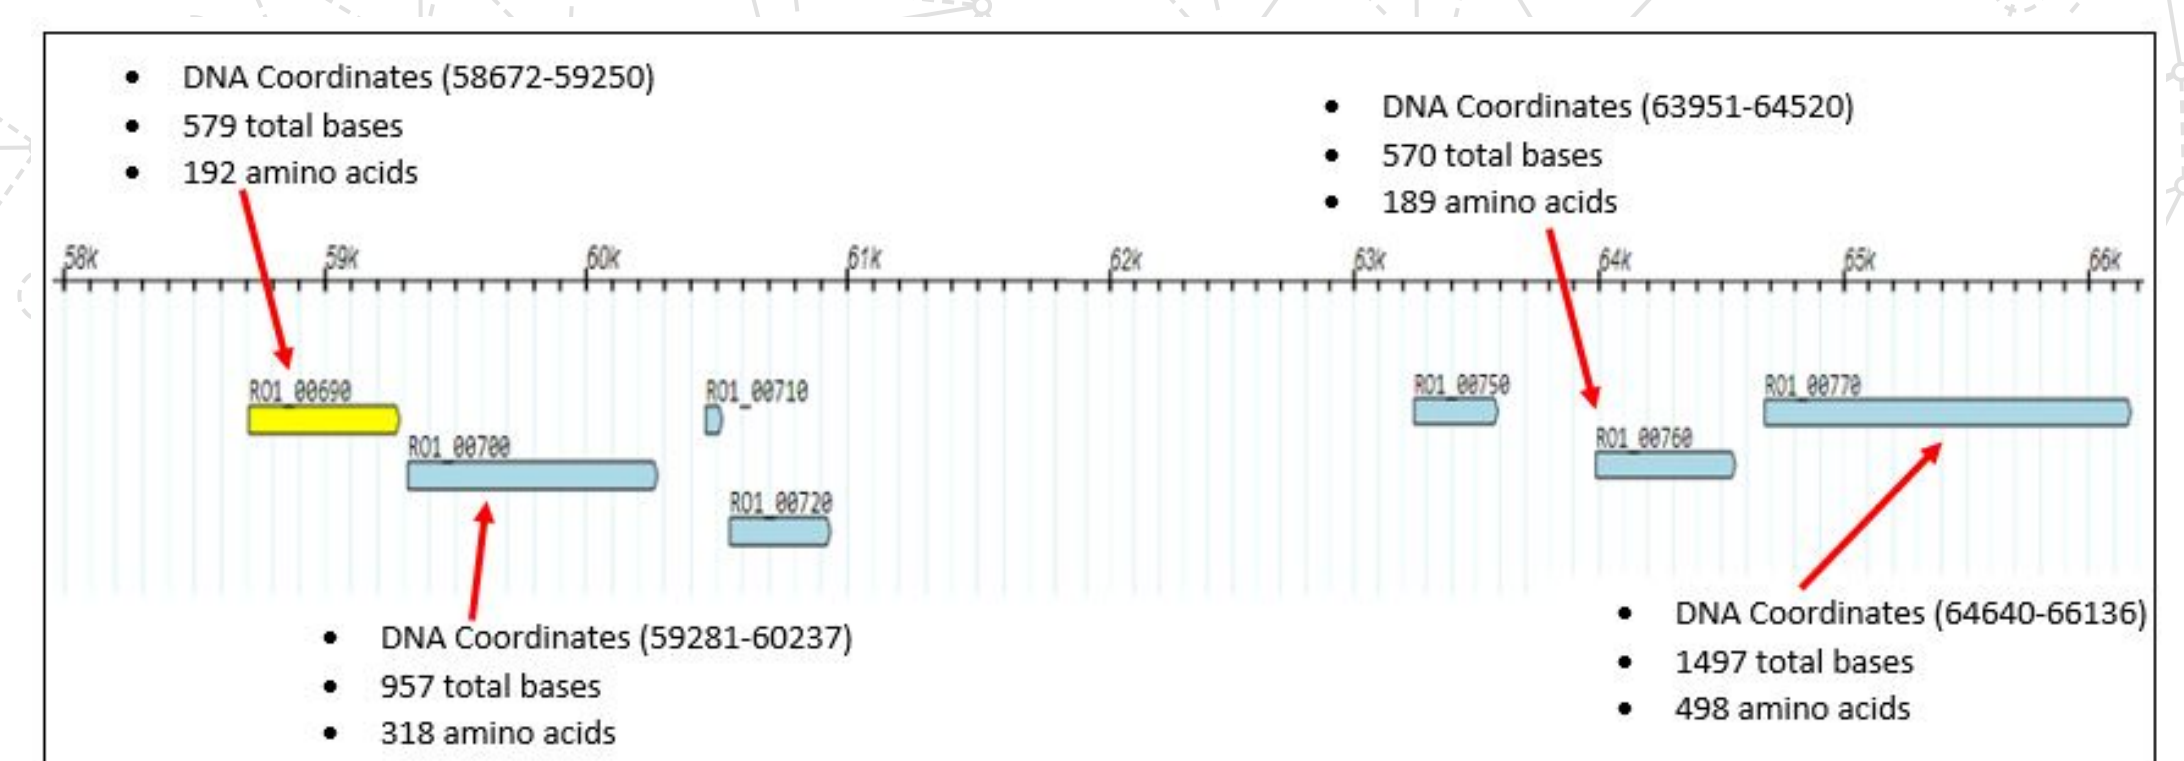 • DNA Coordinates (58672-59250)
• 579 total bases
• 192 amino acids
• DNA Coordinates (63951-64520)
• 570 total bases
• 189 amino acids
58k 59k 60k 61k 62k 63k 64k 65k 66k
RO1_00690
RO1_00710
RO1_00750
RO1_00770
RO1_00700
RO1_00760
RO1_00720
• DNA Coordinates (59281-60237)
• 957 total bases
• 318 amino acids
• DNA Coordinates (64640-66136)
• 1497 total bases
• 498 amino acids